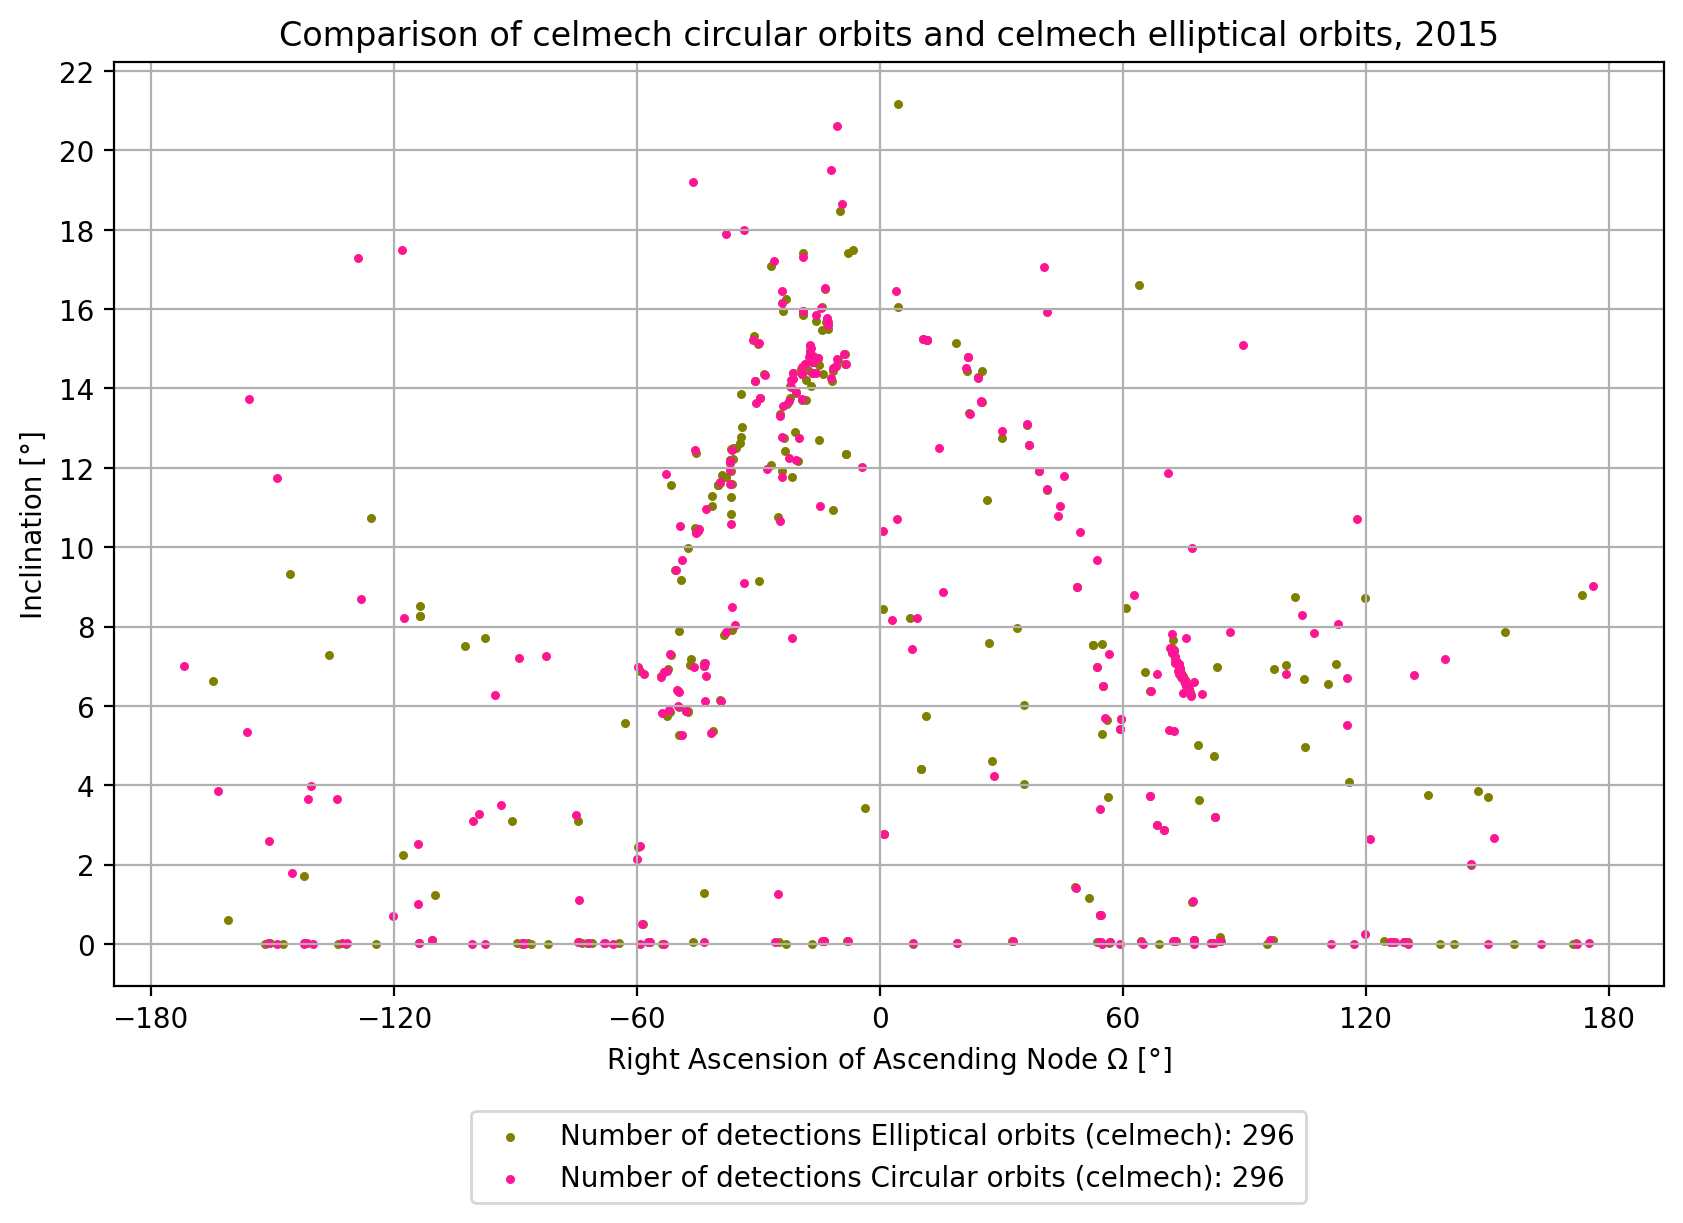 Comparison of celmech circular orbits and celmech elliptical orbits, 2015
22
20
18
16
14
12
10
8
6
4
2
0
Inclination [°]
−180 −120 −60 0 60 120 180
Right Ascension of Ascending Node Ω [°]
Number of detections Elliptical orbits (celmech): 296
Number of detections Circular orbits (celmech): 296